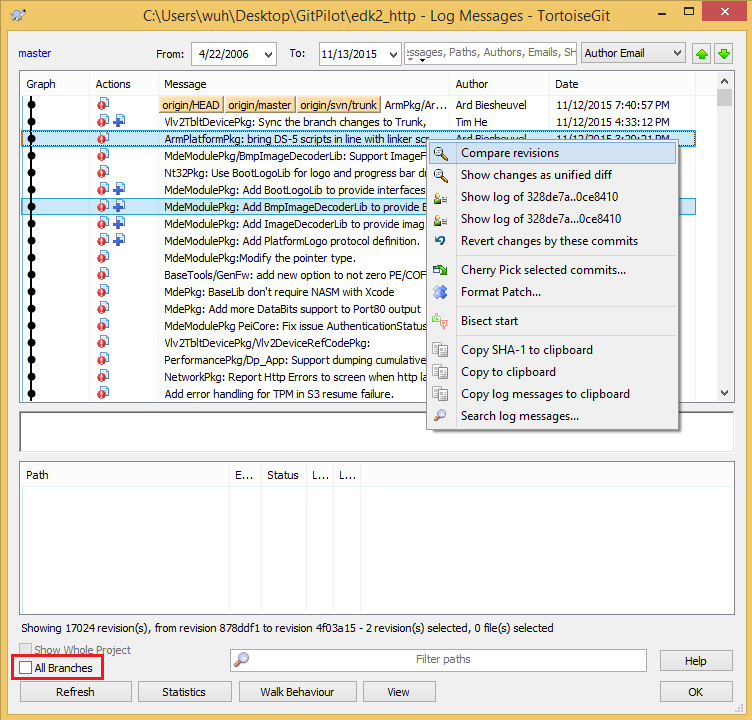 C:\Users\wuh\Desktop\GitPilot\edk2_http - Log Messages - TortoiseGit
master From: 4/22/2006 To: 11/13/2015 essages, Paths, Authors, Emails, SH Author Email
Graph Actions Message Author Date
origin/HEAD origin/master origin/svn/trunk ArmPkg/Ar... Ard Biesheuvel 11/12/2015 7:40:57 PM
Vlv2TbltDevicePkg: Sync the branch changes to Trunk, Tim He 11/12/2015 4:33:12 PM
ArmPlatformPkg: bring DS-5 scripts in line with linker scr... Ard Biesheuvel 11/12/2015 3:29:21 PM
MdeModulePkg/BmpImageDecoderLib: Support ImageF
Nt32Pkg: Use BootLogoLib for logo and progress bar dr
MdeModulePkg: Add BootLogoLib to provide interfaces
MdeModulePkg: Add BmpImageDecoderLib to provide B
MdeModulePkg: Add ImageDecoderLib to provide imag
MdeModulePkg: Add PlatformLogo protocol definition.
MdeModulePkg:Modify the pointer type.
BaseTools/GenFw: add new option to not zero PE/COF
MdePkg: BaseLib don't require NASM with Xcode
MdePkg: Add more DataBits support to Port80 output
MdeModulePkg PeiCore: Fix issue AuthenticationStatus
Vlv2TbltDevicePkg/Vlv2DeviceRefCodePkg:
PerformancePkg/Dp_App: Support dumping cumulative
NetworkPkg: Report Http Errors to screen when http la
Add error handling for TPM in S3 resume failure.
Compare revisions
Show changes as unified diff
Show log of 328de7a..0ce8410
Show log of 328de7a...0ce8410
Revert changes by these commits
Cherry Pick selected commits...
Format Patch...
Bisect start
Copy SHA-1 to clipboard
Copy to clipboard
Copy log messages to clipboard
Search log messages...
Path E... Status L... L...
Showing 17024 revision(s), from revision 878ddf1 to revision 4f03a15 - 2 revision(s) selected, 0 file(s) selected
Show Whole Project
All Branches Filter paths Help
Refresh Statistics Walk Behaviour View OK